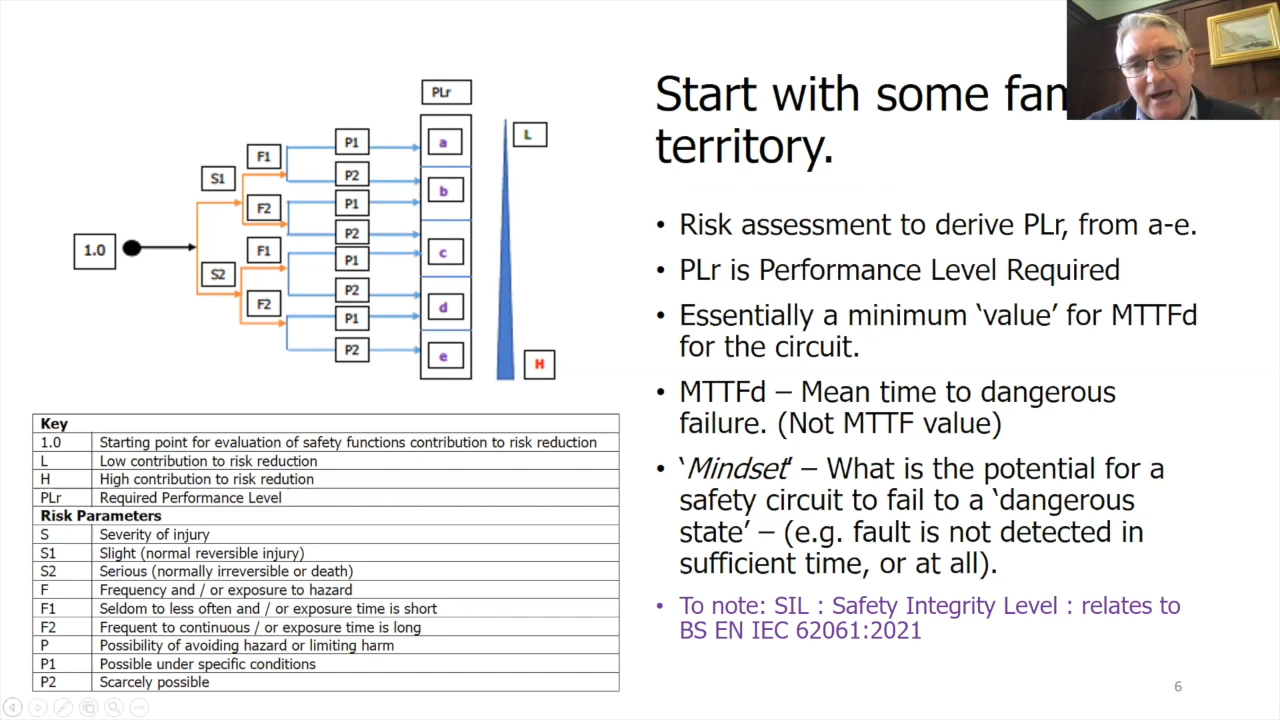 PLr
a
b
c
d
e
L
H
1.0
S1
S2
F1
F2
F1
F2
P1
P2
P1
P2
P1
P2
P1
P2
Key
1.0 Starting point for evaluation of safety functions contribution to risk reduction
L Low contribution to risk reduction
H High contribution to risk reduction
PLr Required Performance Level
Risk Parameters
S Severity of injury
S1 Slight (normal reversible injury)
S2 Serious (normally irreversible or death)
F Frequency and / or exposure to hazard
F1 Seldom to less often and / or exposure time is short
F2 Frequent to continuous / or exposure time is long
P Possibility of avoiding hazard or limiting harm
P1 Possible under specific conditions
P2 Scarcely possible
Start with some fam
territory.
• Risk assessment to derive PLr, from a-e.
• PLr is Performance Level Required
• Essentially a minimum ‘value’ for MTTFd
for the circuit.
• MTTFd – Mean time to dangerous
failure. (Not MTTF value)
• ‘Mindset’ – What is the potential for a
safety circuit to fail to a ‘dangerous
state’ – (e.g. fault is not detected in
sufficient time, or at all).
• To note: SIL : Safety Integrity Level : relates to
BS EN IEC 62061:2021
6